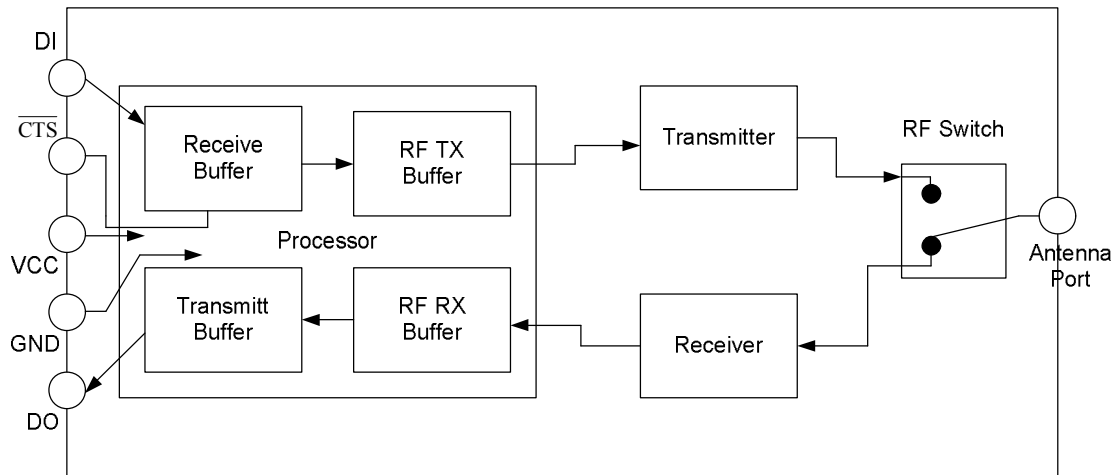 DI
CTS
VCC
GND
DO
Receive
Buffer
RF TX
Buffer
Processor
Transmitt
Buffer
RF RX
Buffer
Transmitter
Receiver
RF Switch
Antenna
Port